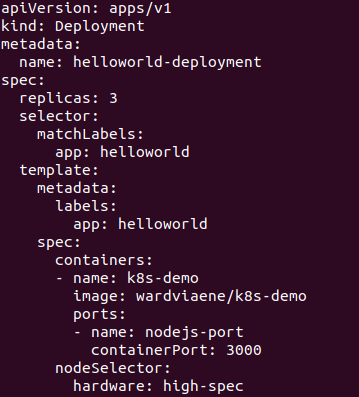 apiVersion: apps/v1
kind: Deployment
metadata:
  name: helloworld-deployment
spec:
  replicas: 3
  selector:
    matchLabels:
      app: helloworld
  template:
    metadata:
      labels:
        app: helloworld
    spec:
      containers:
      - name: k8s-demo
        image: wardviaene/k8s-demo
        ports:
        - name: nodejs-port
          containerPort: 3000
      nodeSelector:
        hardware: high-spec